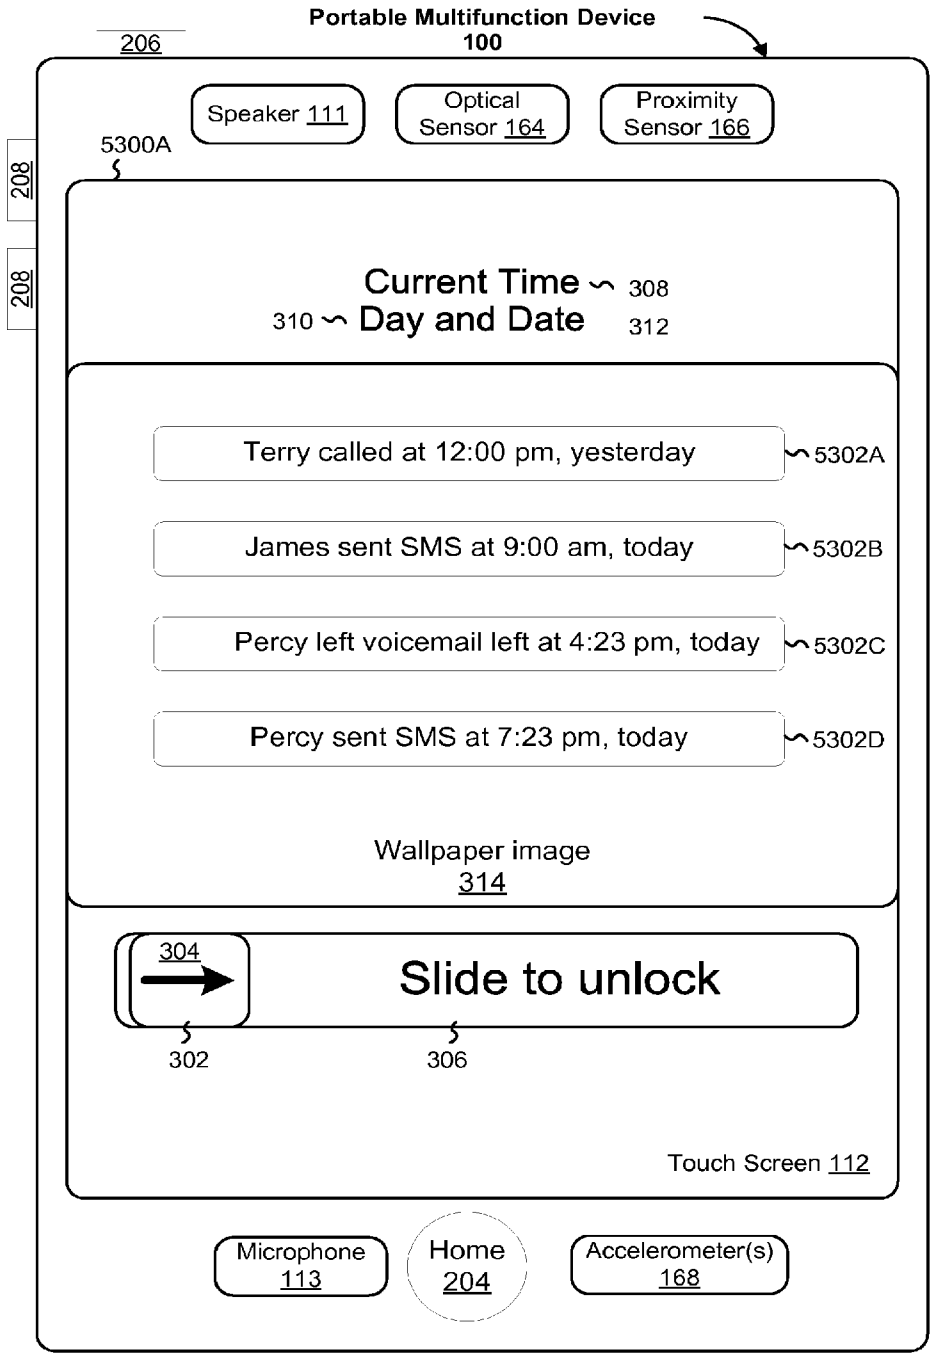 Portable Multifunction Device
100
206
Speaker 111
Optical
Sensor 164
Proximity
Sensor 166
5300A
208
208
Current Time
308
310
Day and Date
312
Terry called at 12:00 pm, yesterday
5302A
James sent SMS at 9:00 am, today
5302B
Percy left voicemail left at 4:23 pm, today
5302C
Percy sent SMS at 7:23 pm, today
5302D
Wallpaper image
314
304
Slide to unlock
302
306
Touch Screen 112
Microphone
113
Home
204
Accelerometer(s)
168